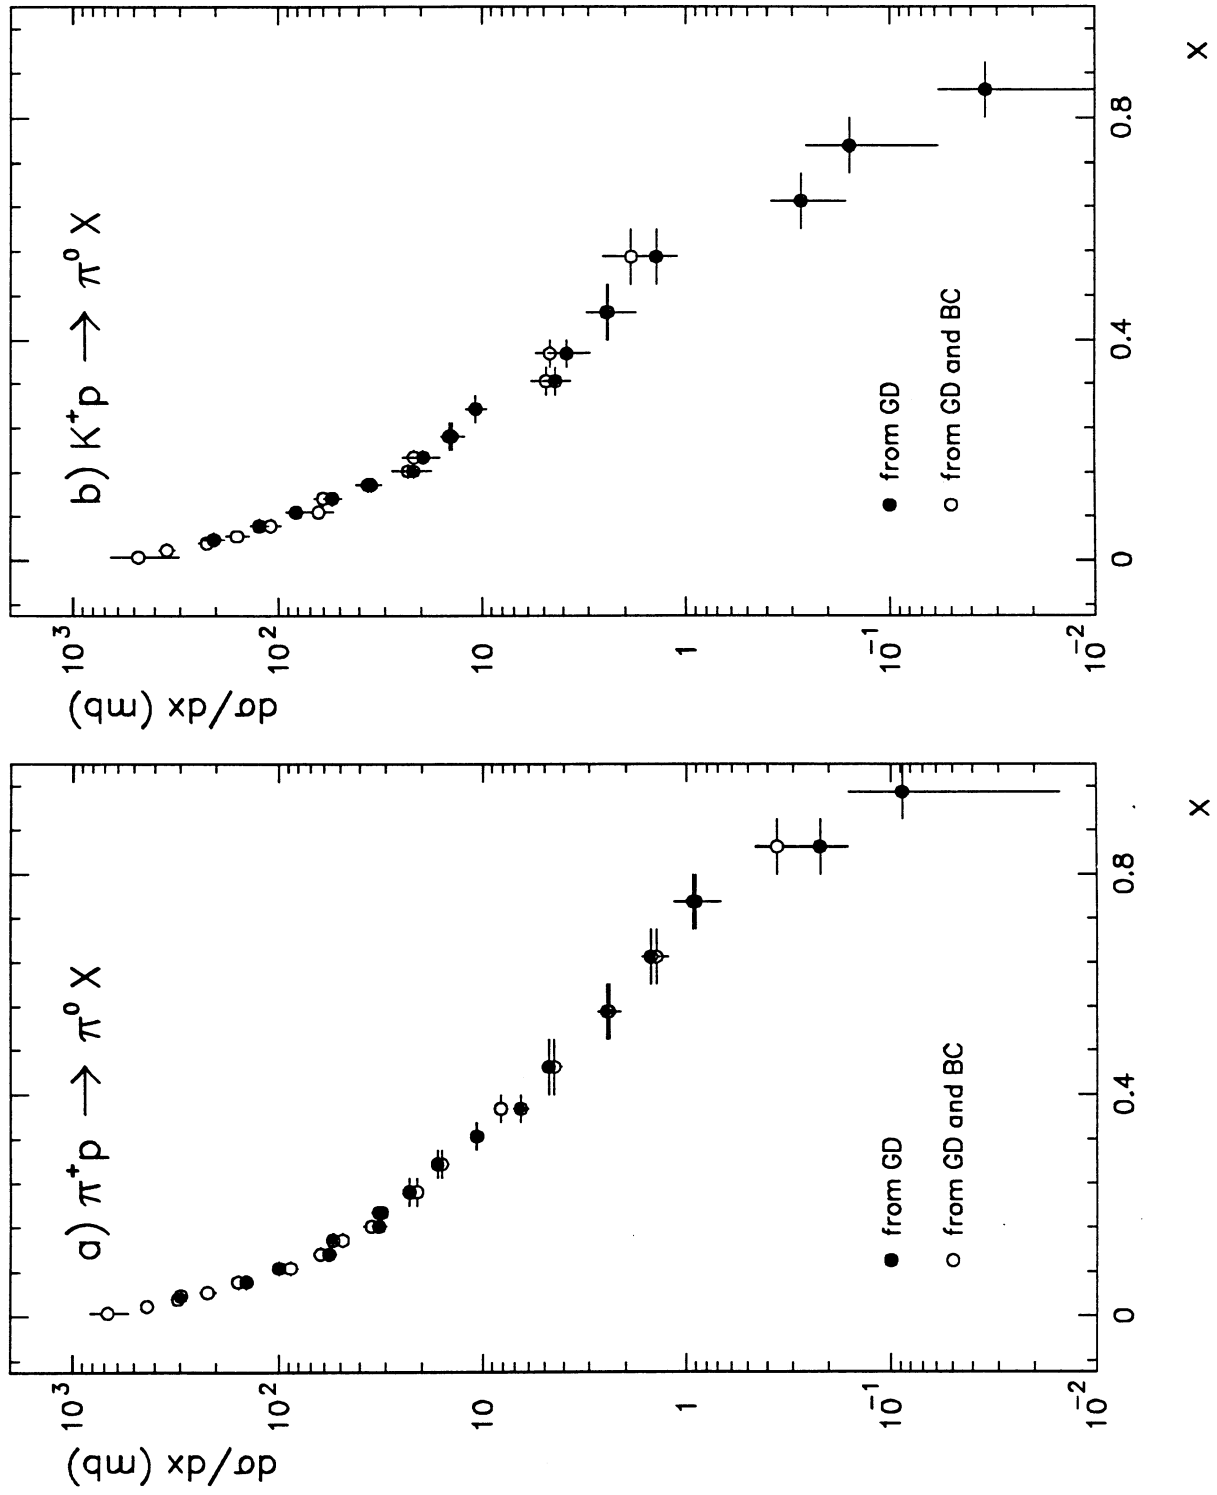 a) π⁺p → π⁰ X
dσ/dx (mb)
10³
10²
10
1
10⁻¹
10⁻²
from GD
from GD and BC
0
0.4
0.8
x
b) K⁺p → π⁰ X
dσ/dx (mb)
10³
10²
10
1
10⁻¹
10⁻²
from GD
from GD and BC
0
0.4
0.8
x